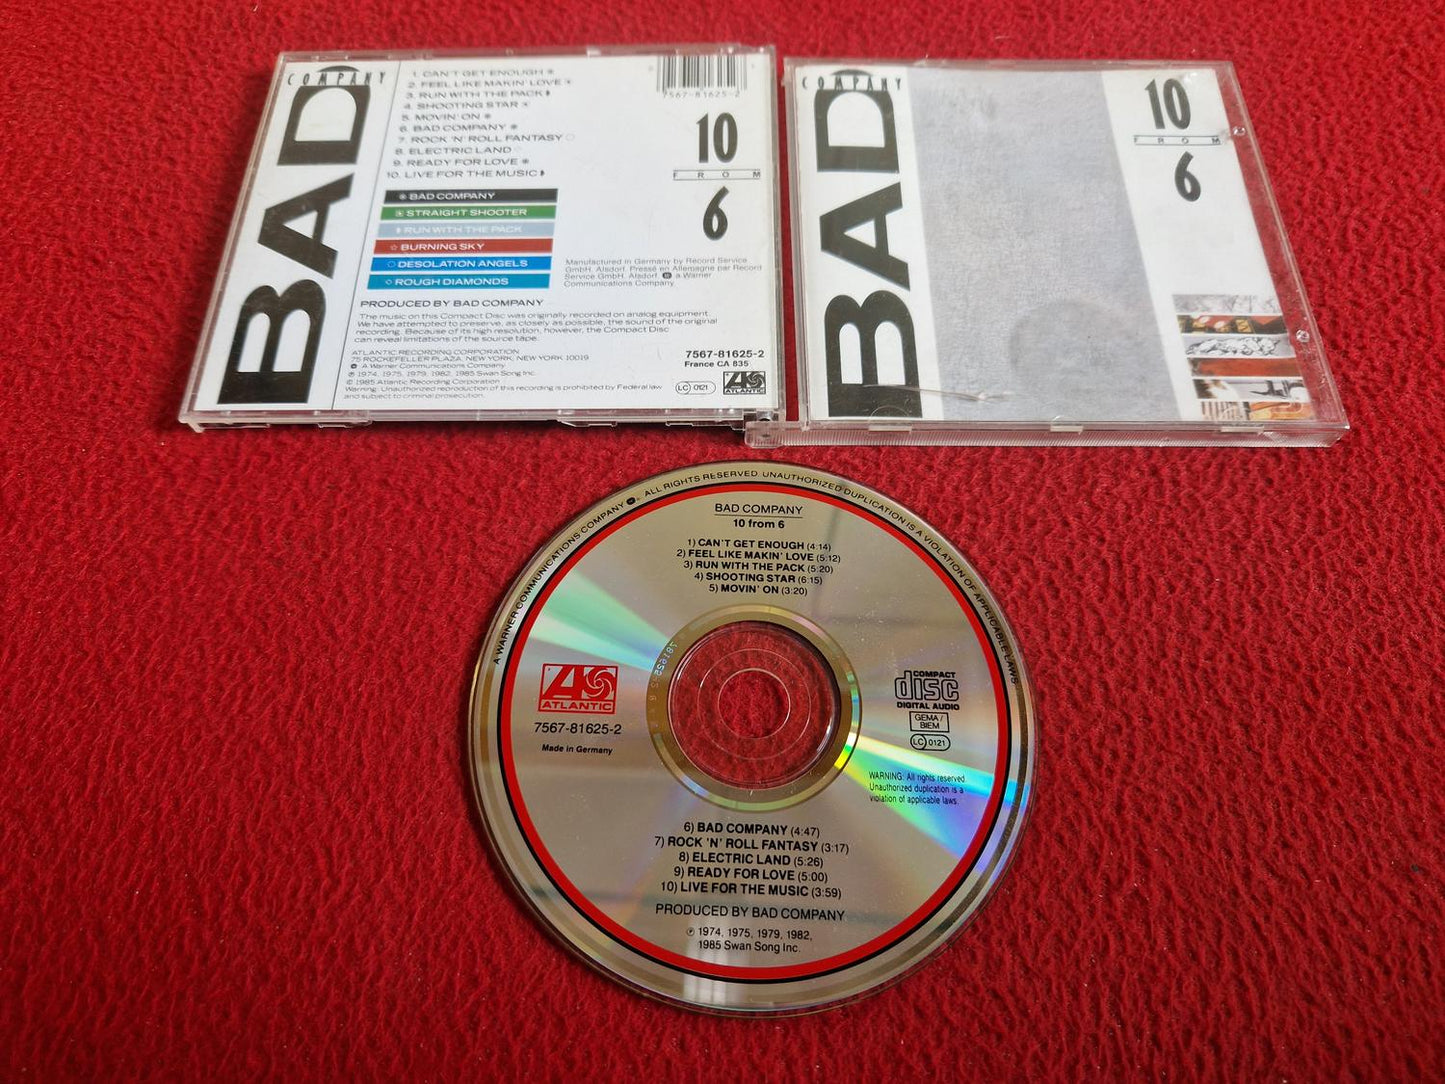 COMPANY
BAD
1. CAN'T GET ENOUGH
2. FEEL LIKE MAKIN' LOVE
3. RUN WITH THE PACK
4. SHOOTING STAR
5. MOVIN' ON
6. BAD COMPANY
7. ROCK 'N' ROLL FANTASY
8. ELECTRIC LAND
9. READY FOR LOVE
10. LIVE FOR THE MUSIC
BAD COMPANY
STRAIGHT SHOOTER
RUN WITH THE PACK
BURNING SKY
DESOLATION ANGELS
ROUGH DIAMONDS
PRODUCED BY BAD COMPANY
The music on this Compact Disc was originally recorded on analog equipment.
We have attempted to preserve, as closely as possible, the sound of the original
recording. Because of its high resolution, however, the Compact Disc
can reveal limitations of the source tape.
ATLANTIC RECORDING CORPORATION
75 ROCKEFELLER PLAZA, NEW YORK, NEW YORK 10019
A Warner Communications Company
℗ 1974, 1975, 1979, 1982, 1985 Swan Song Inc.
© 1985 Atlantic Recording Corporation
Warning: Unauthorized reproduction of this recording is prohibited by Federal law
and subject to criminal prosecution.
7567-81625-2
10
FROM
6
Manufactured in Germany by Record Service
GmbH, Alsdorf. Pressé en Allemagne par Record
Service GmbH, Alsdorf. a Warner
Communications Company.
7567-81625-2
France CA 835
LC 0121
ATLANTIC
COMPANY
BAD
10
FROM
6
A WARNER COMMUNICATIONS COMPANY ALL RIGHTS RESERVED. UNAUTHORIZED DUPLICATION IS A VIOLATION OF APPLICABLE LAWS
BAD COMPANY
10 from 6
1) CAN'T GET ENOUGH (4:14)
2) FEEL LIKE MAKIN' LOVE (5:12)
3) RUN WITH THE PACK (5:20)
4) SHOOTING STAR (6:15)
5) MOVIN' ON (3:20)
ATLANTIC
7567-81625-2
Made in Germany
COMPACT
disc
DIGITAL AUDIO
GEMA/
BIEM
LC 0121
WARNING: All rights reserved
Unauthorized duplication is a
violation of applicable laws.
6) BAD COMPANY (4:47)
7) ROCK 'N' ROLL FANTASY (3:17)
8) ELECTRIC LAND (5:26)
9) READY FOR LOVE (5:00)
10) LIVE FOR THE MUSIC (3:59)
PRODUCED BY BAD COMPANY
℗ 1974, 1975, 1979, 1982,
1985 Swan Song Inc.